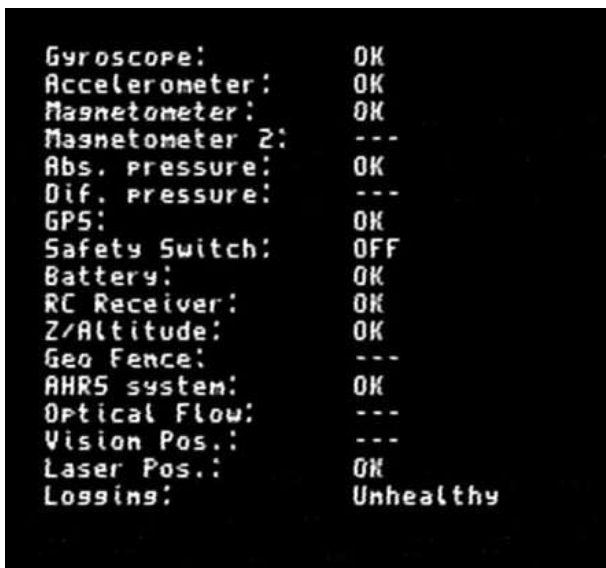 Gyroscope: OK
Accelerometer: OK
Magnetometer: OK
Magnetometer 2: ---
Abs. pressure: OK
Dif. pressure: ---
GPS: OK
Safety Switch: OFF
Battery: OK
RC Receiver: OK
Z/Altitude: OK
Geo Fence: ---
AHRS system: OK
Optical Flow: ---
Vision Pos.: ---
Laser Pos.: OK
Logging: Unhealthy